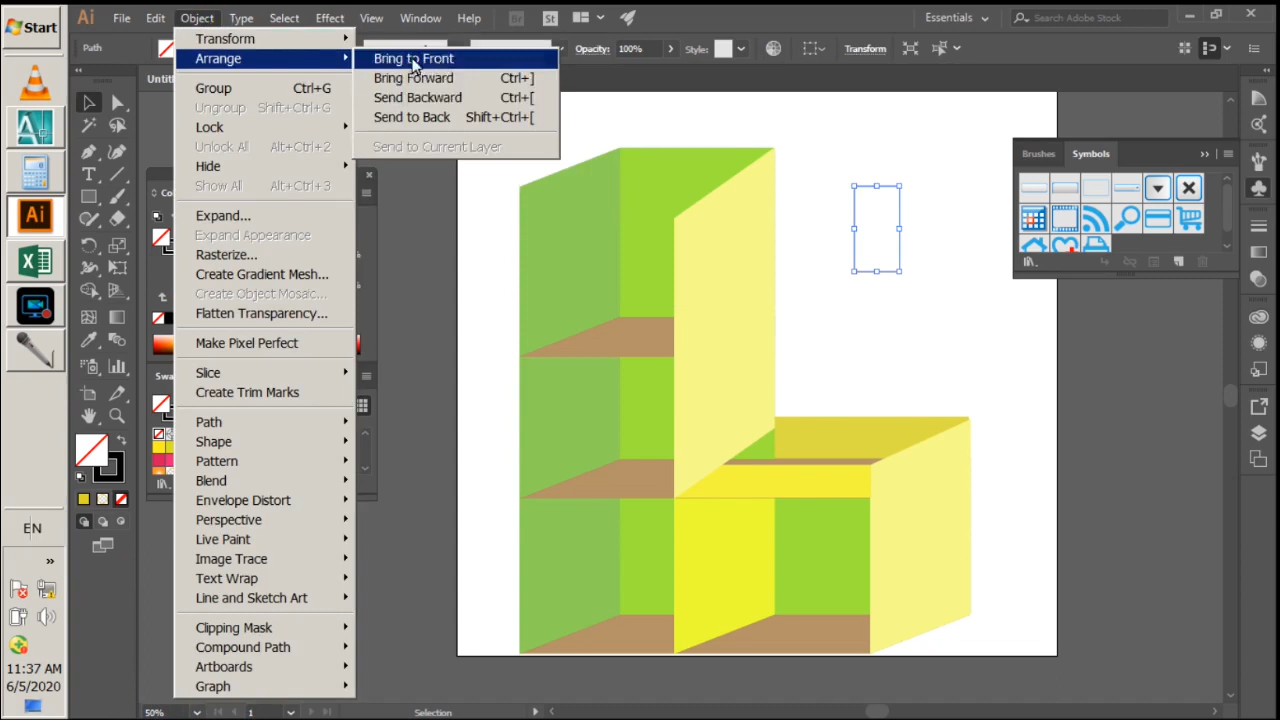 Start
Ai File Edit Object Type Select Effect View Window Help Br St Essentials Search Adobe Stock
Path Opacity: 100% Style: Transform
Transform
Arrange
Group Ctrl+G
Ungroup Shift+Ctrl+G
Lock
Unlock All Alt+Ctrl+2
Hide
Show All Alt+Ctrl+3
Expand...
Expand Appearance
Rasterize...
Create Gradient Mesh...
Create Object Mosaic...
Flatten Transparency...
Make Pixel Perfect
Slice
Create Trim Marks
Path
Shape
Pattern
Blend
Envelope Distort
Perspective
Live Paint
Image Trace
Text Wrap
Line and Sketch Art
Clipping Mask
Compound Path
Artboards
Graph
Bring to Front
Bring Forward Ctrl+]
Send Backward Ctrl+[
Send to Back Shift+Ctrl+[
Send to Current Layer
Brushes Symbols
Ai
EN
11:37 AM
6/5/2020
50% 1 Selection